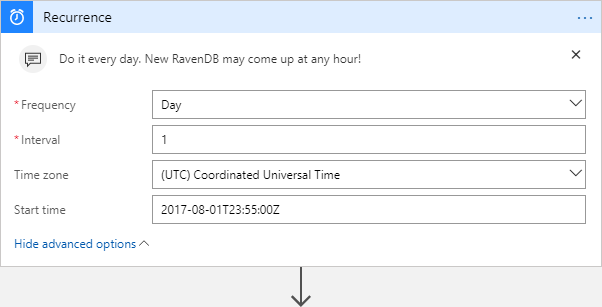 Recurrence
Do it every day. New RavenDB may come up at any hour!
*Frequency Day
*Interval 1
Time zone (UTC) Coordinated Universal Time
Start time 2017-08-01T23:55:00Z
Hide advanced options